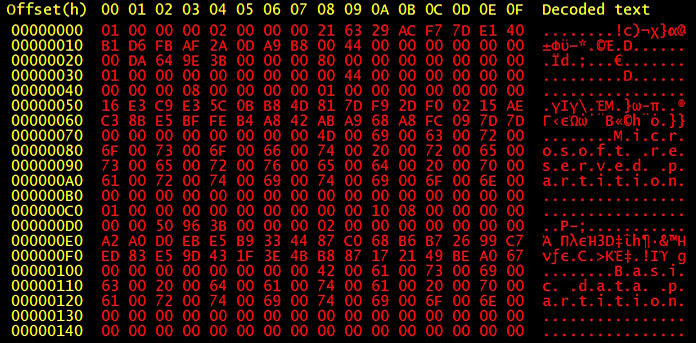 Offset(h) 00 01 02 03 04 05 06 07 08 09 0A 0B 0C 0D 0E 0F Decoded text
00000000 01 00 00 00 02 00 00 00 21 63 29 AC F7 7D E1 40 ........!c)¬χ}α@
00000010 B1 D6 FB AF 2A 0D A9 B8 00 44 00 00 00 00 00 00 ±Φϋ―*.©Έ.D......
00000020 00 DA 64 9E 3B 00 00 00 80 00 00 00 00 00 00 00 .Ϊd.;...€.......
00000030 01 00 00 00 00 00 00 00 00 44 00 00 00 00 00 00 .........D......
00000040 00 00 08 00 00 00 00 00 01 00 00 00 00 00 00 00 ................
00000050 16 E3 C9 E3 5C 0B B8 4D 81 7D F9 2D F0 02 15 AE .γΙγ\.ΈM.}ω-π..®
00000060 C3 8B E5 BF FE B4 A8 42 AB A9 68 A8 FC 09 7D 7D Γ‹εΏώ΄¨B«©h¨ό.}}
00000070 00 00 00 00 00 00 00 00 4D 00 69 00 63 00 72 00 ........M.i.c.r.
00000080 6F 00 73 00 6F 00 66 00 74 00 20 00 72 00 65 00 o.s.o.f.t. .r.e.
00000090 73 00 65 00 72 00 76 00 65 00 64 00 20 00 70 00 s.e.r.v.e.d. .p.
000000A0 61 00 72 00 74 00 69 00 74 00 69 00 6F 00 6E 00 a.r.t.i.t.i.o.n.
000000B0 00 00 00 00 00 00 00 00 00 00 00 00 00 00 00 00 ................
000000C0 01 00 00 00 00 00 00 00 00 00 10 08 00 00 00 00 ................
000000D0 00 00 50 96 3B 00 00 00 02 00 00 00 00 00 00 00 ..P–;...........
000000E0 A2 A0 D0 EB E5 B9 33 44 87 C0 68 B6 B7 26 99 C7 Ά Πλε Ή3D‡ΐh¶·&™Η
000000F0 ED 83 E5 9D 43 1F 3E 4B B8 87 17 21 49 BE A0 67 νƒε.C.>KΈ‡.!IΎ g
00000100 00 00 00 00 00 00 00 00 42 00 61 00 73 00 69 00 ........B.a.s.i.
00000110 63 00 20 00 64 00 61 00 74 00 61 00 20 00 70 00 c. .d.a.t.a. .p.
00000120 61 00 72 00 74 00 69 00 74 00 69 00 6F 00 6E 00 a.r.t.i.t.i.o.n.
00000130 00 00 00 00 00 00 00 00 00 00 00 00 00 00 00 00 ................
00000140 00 00 00 00 00 00 00 00 00 00 00 00 00 00 00 00 ................